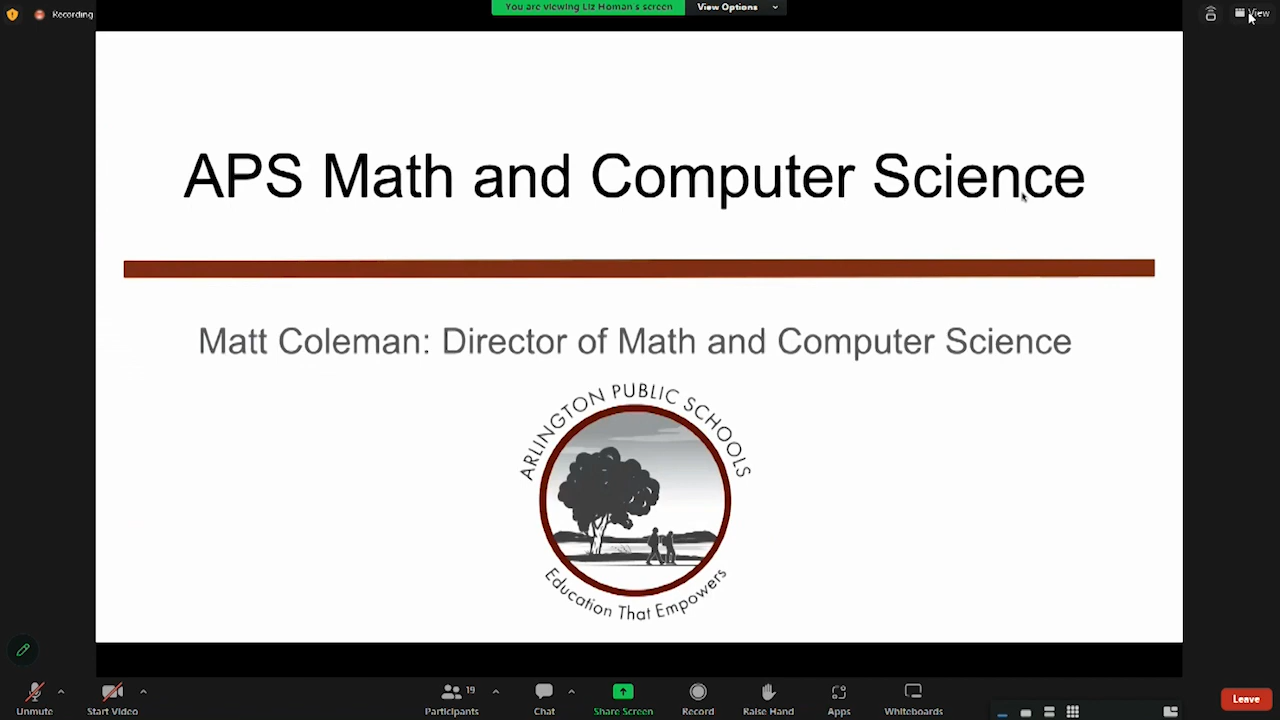 Recording
You are viewing Liz Homan's screen
View Options
View
APS Math and Computer Science
Matt Coleman: Director of Math and Computer Science
ARLINGTON PUBLIC SCHOOLS
Education That Empowers
Unmute
Start Video
Participants
19
Chat
Share Screen
Record
Raise Hand
Apps
Whiteboards
Leave